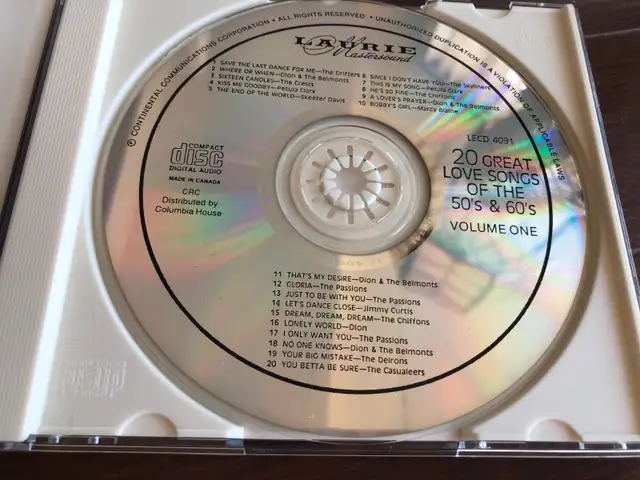 © CONTINENTAL COMMUNICATIONS CORPORATION • ALL RIGHTS RESERVED • UNAUTHORIZED DUPLICATION IS A VIOLATION OF APPLICABLE LAWS
LAURIE
Mastersound
1 SAVE THE LAST DANCE FOR ME—The Drifters
2 WHERE OR WHEN—Dion & The Belmonts
3 SIXTEEN CANDLES—The Crests
4 KISS ME GOODBY—Petula Clark
5 THE END OF THE WORLD—Skeeter Davis
6 SINCE I DON'T HAVE YOU—The Skyliners
7 THIS IS MY SONG—Petula Clark
8 HE'S SO FINE—The Chiffons
9 A LOVER'S PRAYER—Dion & The Belmonts
10 BOBBY'S GIRL—Marcy Blaine
LECD 4091
COMPACT
disc
DIGITAL AUDIO
MADE IN CANADA
CRC
Distributed by
Columbia House
20 GREAT
LOVE SONGS
OF THE
50's & 60's
VOLUME ONE
11 THAT'S MY DESIRE—Dion & The Belmonts
12 GLORIA—The Passions
13 JUST TO BE WITH YOU—The Passions
14 LET'S DANCE CLOSE—Jimmy Curtis
15 DREAM, DREAM, DREAM—The Chiffons
16 LONELY WORLD—Dion
17 I ONLY WANT YOU—The Passions
18 NO ONE KNOWS—Dion & The Belmonts
19 YOUR BIG MISTAKE—The Delrons
20 YOU BETTA BE SURE—The Casualeers
disc